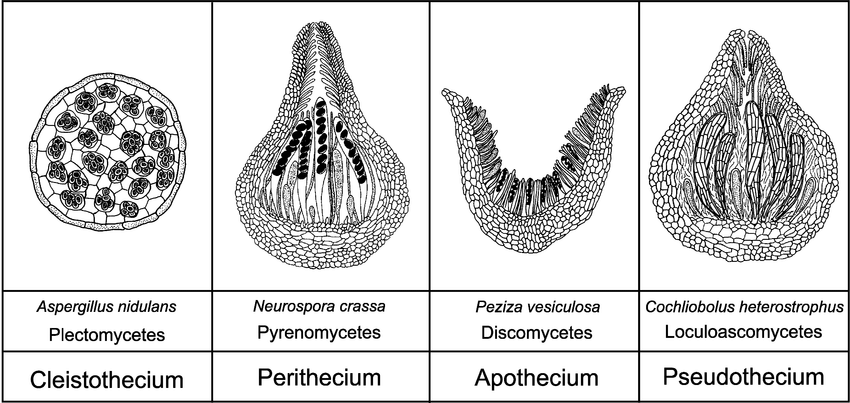 Aspergillus nidulans
Plectomycetes
Cleistothecium
Neurospora crassa
Pyrenomycetes
Perithecium
Peziza vesiculosa
Discomycetes
Apothecium
Cochliobolus heterostrophus
Loculoascomycetes
Pseudothecium